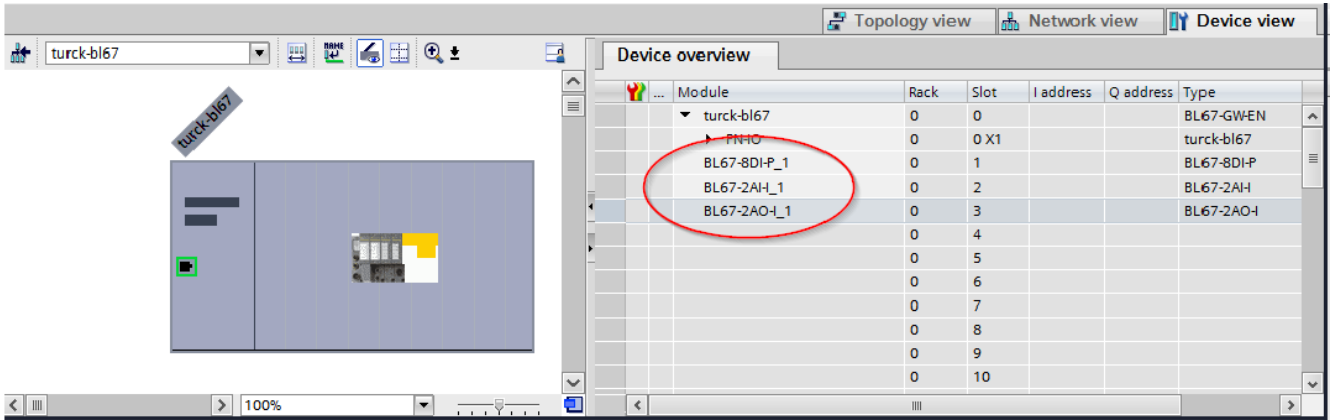 Topology view Network view Device view
turck-bl67 Device overview
... Module Rack Slot I address Q address Type
turck-bl67 0 0 BL67-GW-EN
PN-IO 0 0 X1 turck-bl67
BL67-8DI-P_1 0 1 BL67-8DI-P
BL67-2AI-I_1 0 2 BL67-2AI-I
BL67-2AO-I_1 0 3 BL67-2AO-I
0 4
0 5
0 6
0 7
0 8
0 9
0 10
turck-bl67
100%